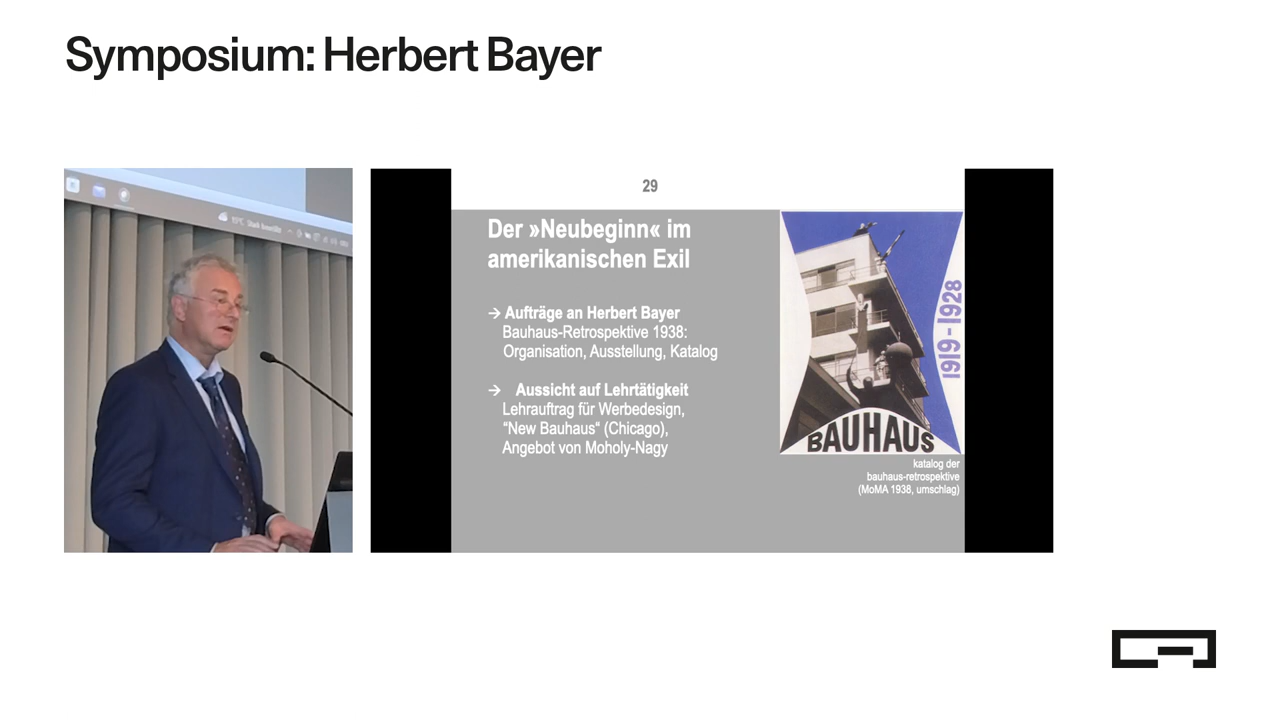 Symposium: Herbert Bayer
29
Der »Neubeginn« im
amerikanischen Exil
→ Aufträge an Herbert Bayer
Bauhaus-Retrospektive 1938:
Organisation, Ausstellung, Katalog
→ Aussicht auf Lehrtätigkeit
Lehrauftrag für Werbedesign,
“New Bauhaus“ (Chicago),
Angebot von Moholy-Nagy
1919-1928
BAUHAUS
katalog der
bauhaus-retrospektive
(MoMA 1938, umschlag)